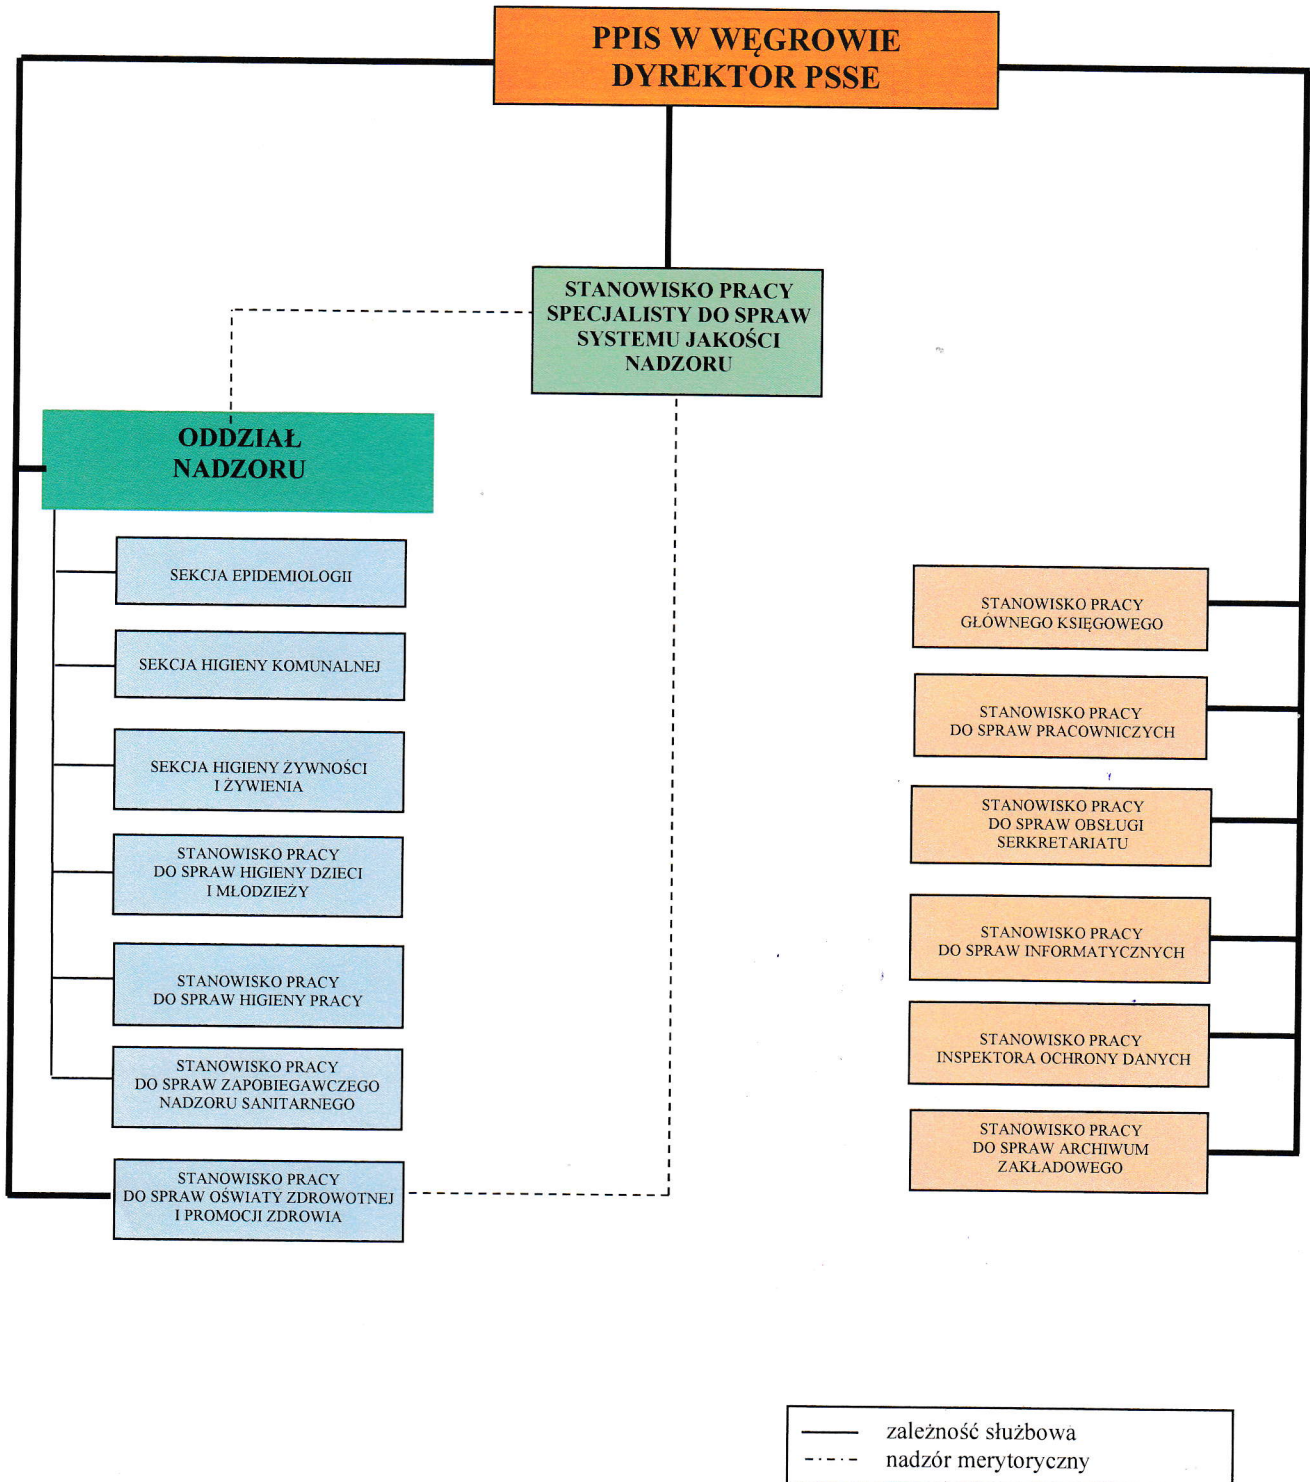 PPIS W WĘGROWIE
DYREKTOR PSSE
STANOWISKO PRACY
SPECJALISTY DO SPRAW
SYSTEMU JAKOŚCI
NADZORU
ODDZIAŁ
NADZORU
SEKCJA EPIDEMIOLOGII
SEKCJA HIGIENY KOMUNALNEJ
SEKCJA HIGIENY ŻYWNOŚCI
I ŻYWIENIA
STANOWISKO PRACY
DO SPRAW HIGIENY DZIECI
I MŁODZIEŻY
STANOWISKO PRACY
DO SPRAW HIGIENY PRACY
STANOWISKO PRACY
DO SPRAW ZAPOBIEGAWCZEGO
NADZORU SANITARNEGO
STANOWISKO PRACY
DO SPRAW OŚWIATY ZDROWOTNEJ
I PROMOCJI ZDROWIA
STANOWISKO PRACY
GŁÓWNEGO KSIĘGOWEGO
STANOWISKO PRACY
DO SPRAW PRACOWNICZYCH
STANOWISKO PRACY
DO SPRAW OBSŁUGI
SERKRETARIATU
STANOWISKO PRACY
DO SPRAW INFORMATYCZNYCH
STANOWISKO PRACY
INSPEKTORA OCHRONY DANYCH
STANOWISKO PRACY
DO SPRAW ARCHIWUM
ZAKŁADOWEGO
zależność służbowa
nadzór merytoryczny